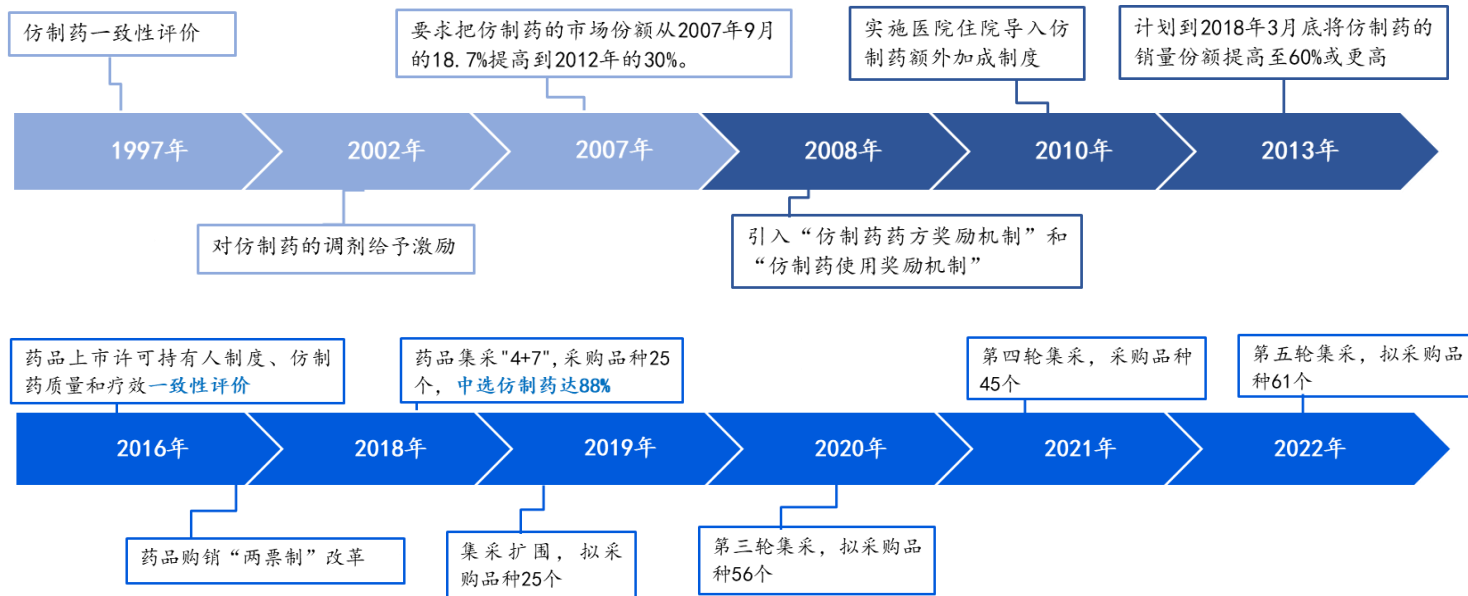 仿制药一致性评价
要求把仿制药的市场份额从2007年9月
的18.7%提高到2012年的30%。
实施医院住院导入仿
制药额外加成制度
计划到2018年3月底将仿制药的
销量份额提高至60%或更高
1997年
2002年
2007年
2008年
2010年
2013年
对仿制药的调剂给予激励
引入“仿制药药方奖励机制”和
“仿制药使用奖励机制”
药品上市许可持有人制度、仿制
药质量和疗效一致性评价
药品集采"4+7",采购品种25
个，中选仿制药达88%
第四轮集采，采购品种
45个
第五轮集采，拟采购品
种61个
2016年
2018年
2019年
2020年
2021年
2022年
药品购销“两票制”改革
集采扩围，拟采
购品种25个
第三轮集采，拟采购品
种56个